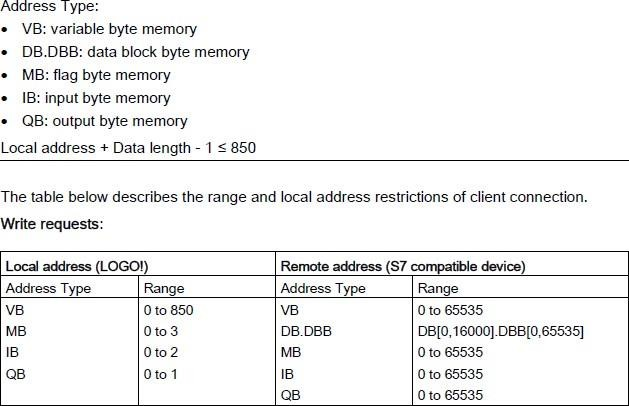 Address Type:
• VB: variable byte memory
• DB.DBB: data block byte memory
• MB: flag byte memory
• IB: input byte memory
• QB: output byte memory
Local address + Data length - 1 ≤ 850
The table below describes the range and local address restrictions of client connection.
Write requests:
Local address (LOGO!) Remote address (S7 compatible device)
Address Type Range Address Type Range
VB 0 to 850 VB 0 to 65535
MB 0 to 3 DB.DBB DB[0,16000].DBB[0,65535]
IB 0 to 2 MB 0 to 65535
QB 0 to 1 IB 0 to 65535
QB 0 to 65535